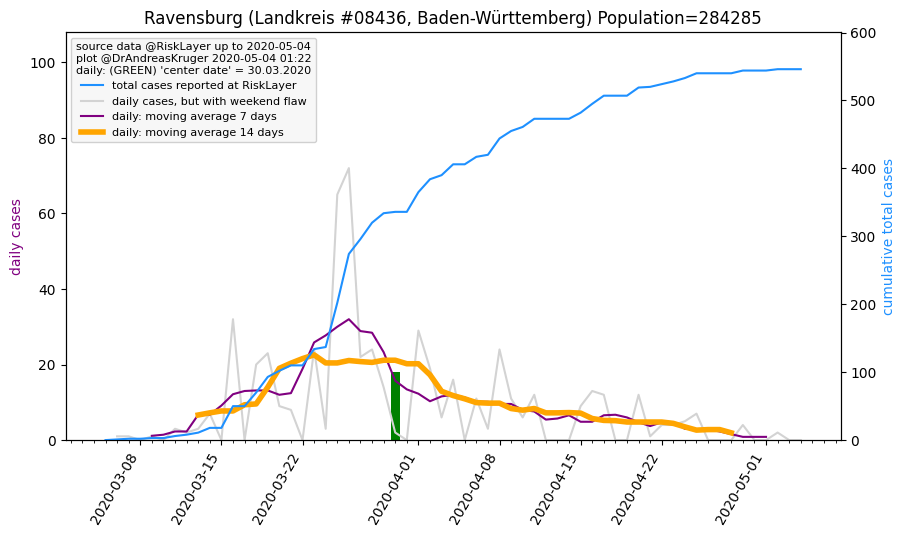 Ravensburg (Landkreis #08436, Baden-Württemberg) Population=284285
source data @RiskLayer up to 2020-05-04
plot @DrAndreasKruger 2020-05-04 01:22
daily: (GREEN) 'center date' = 30.03.2020
total cases reported at RiskLayer
daily cases, but with weekend flaw
daily: moving average 7 days
daily: moving average 14 days
daily cases
100
80
60
40
20
0
cumulative total cases
600
500
400
300
200
100
0
2020-03-08
2020-03-15
2020-03-22
2020-04-01
2020-04-08
2020-04-15
2020-04-22
2020-05-01